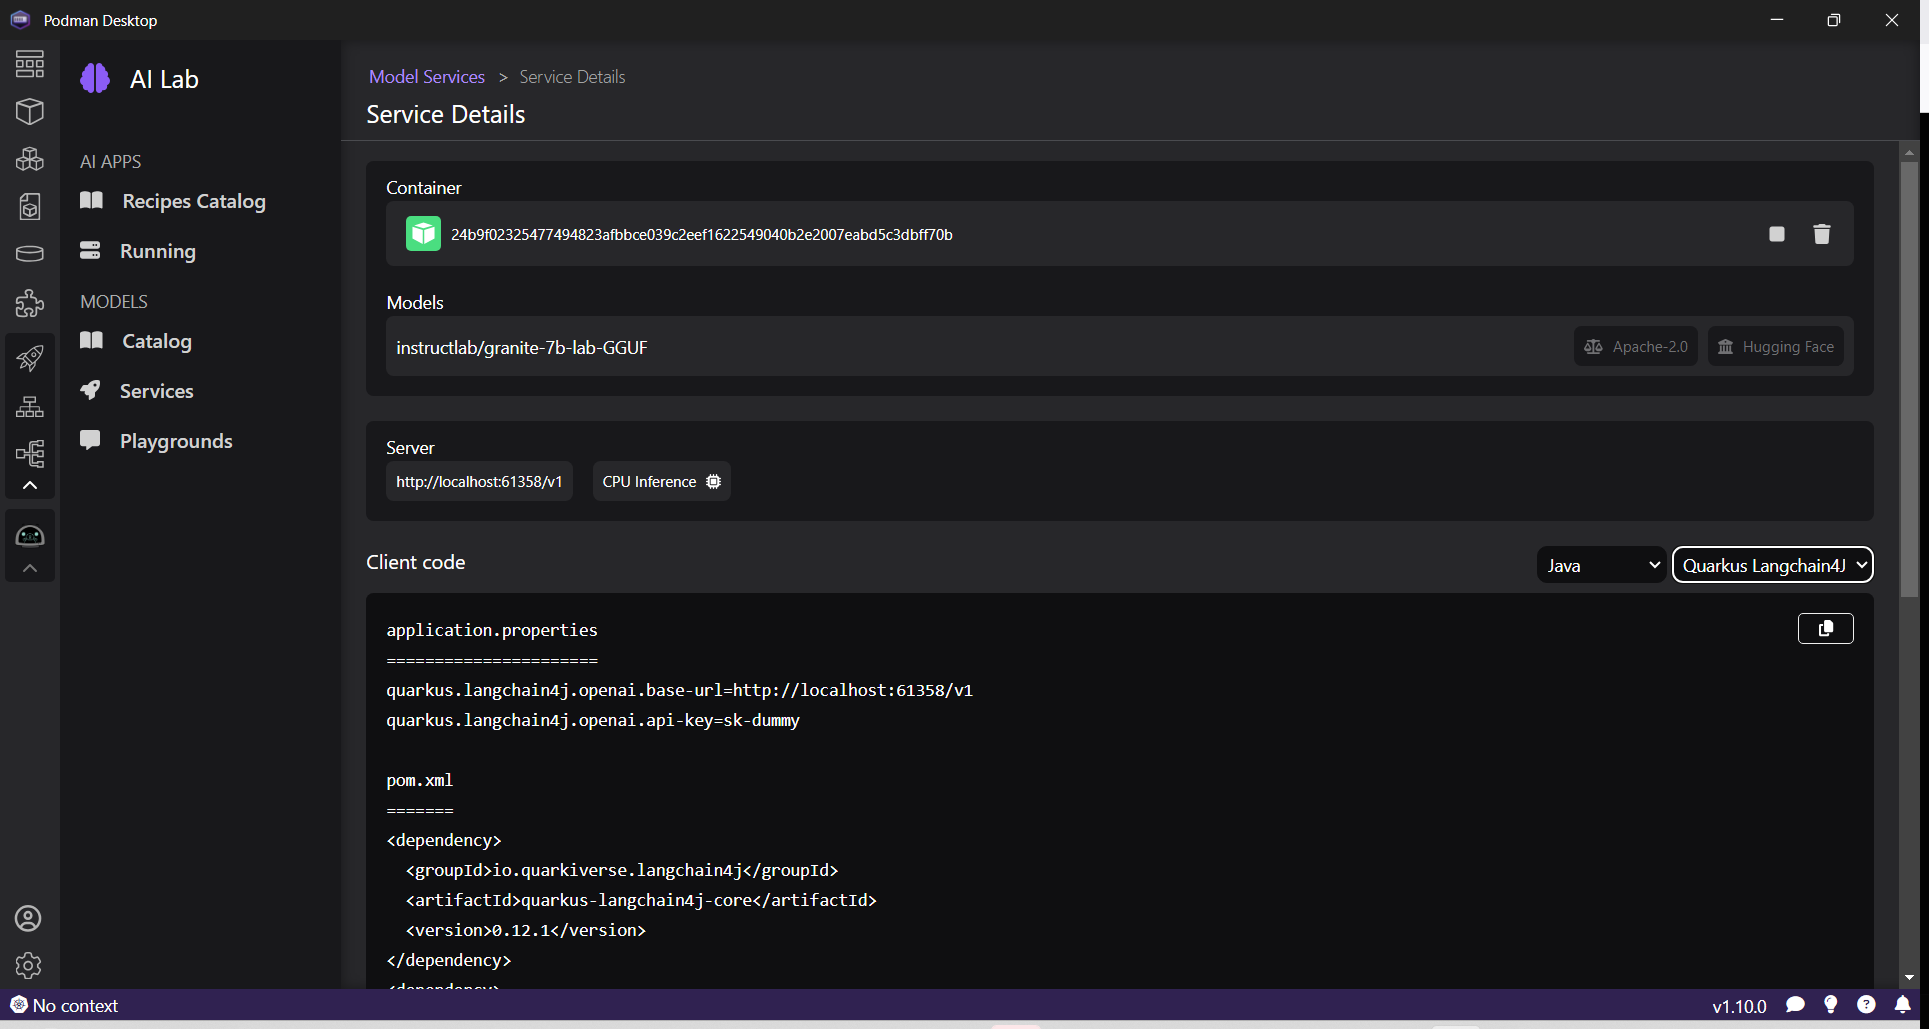 Podman Desktop
AI Lab
AI APPS
Recipes Catalog
Running
MODELS
Catalog
Services
Playgrounds
Model Services > Service Details
Service Details
Container
24b9f02325477494823afbbce039c2eef1622549040b2e2007eabd5c3dbff70b
Models
instructlab/granite-7b-lab-GGUF
Apache-2.0
Hugging Face
Server
http://localhost:61358/v1
CPU Inference
Client code
Java
Quarkus Langchain4J
application.properties
======================
quarkus.langchain4j.openai.base-url=http://localhost:61358/v1
quarkus.langchain4j.openai.api-key=sk-dummy
pom.xml
=======
<dependency>
  <groupId>io.quarkiverse.langchain4j</groupId>
  <artifactId>quarkus-langchain4j-core</artifactId>
  <version>0.12.1</version>
</dependency>
<dependency>
No context
v1.10.0